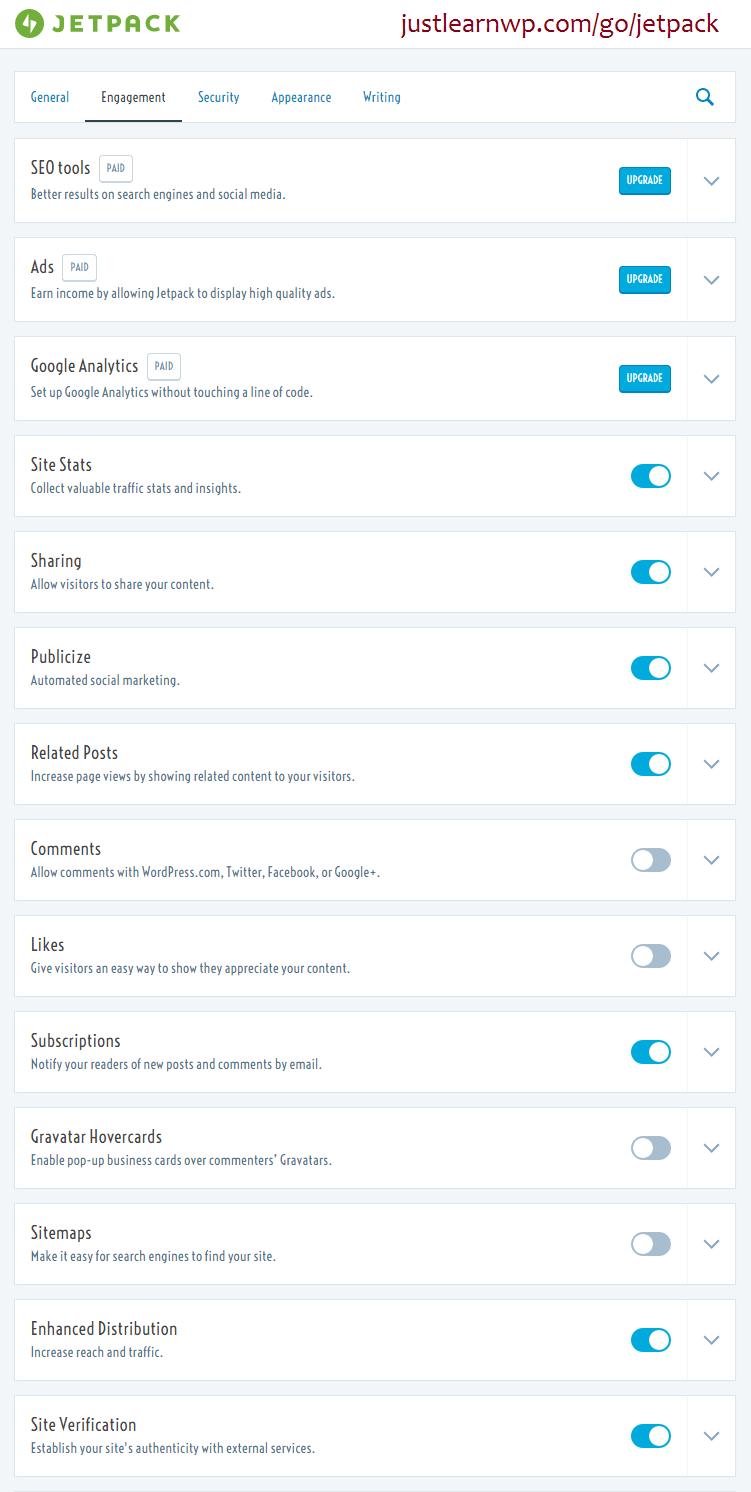 JETPACK
justlearnwp.com/go/jetpack
General Engagement Security Appearance Writing
SEO tools PAID
Better results on search engines and social media.
UPGRADE
Ads PAID
Earn income by allowing Jetpack to display high quality ads.
UPGRADE
Google Analytics PAID
Set up Google Analytics without touching a line of code.
UPGRADE
Site Stats
Collect valuable traffic stats and insights.
Sharing
Allow visitors to share your content.
Publicize
Automated social marketing.
Related Posts
Increase page views by showing related content to your visitors.
Comments
Allow comments with WordPress.com, Twitter, Facebook, or Google+.
Likes
Give visitors an easy way to show they appreciate your content.
Subscriptions
Notify your readers of new posts and comments by email.
Gravatar Hovercards
Enable pop-up business cards over commenters’ Gravatars.
Sitemaps
Make it easy for search engines to find your site.
Enhanced Distribution
Increase reach and traffic.
Site Verification
Establish your site's authenticity with external services.